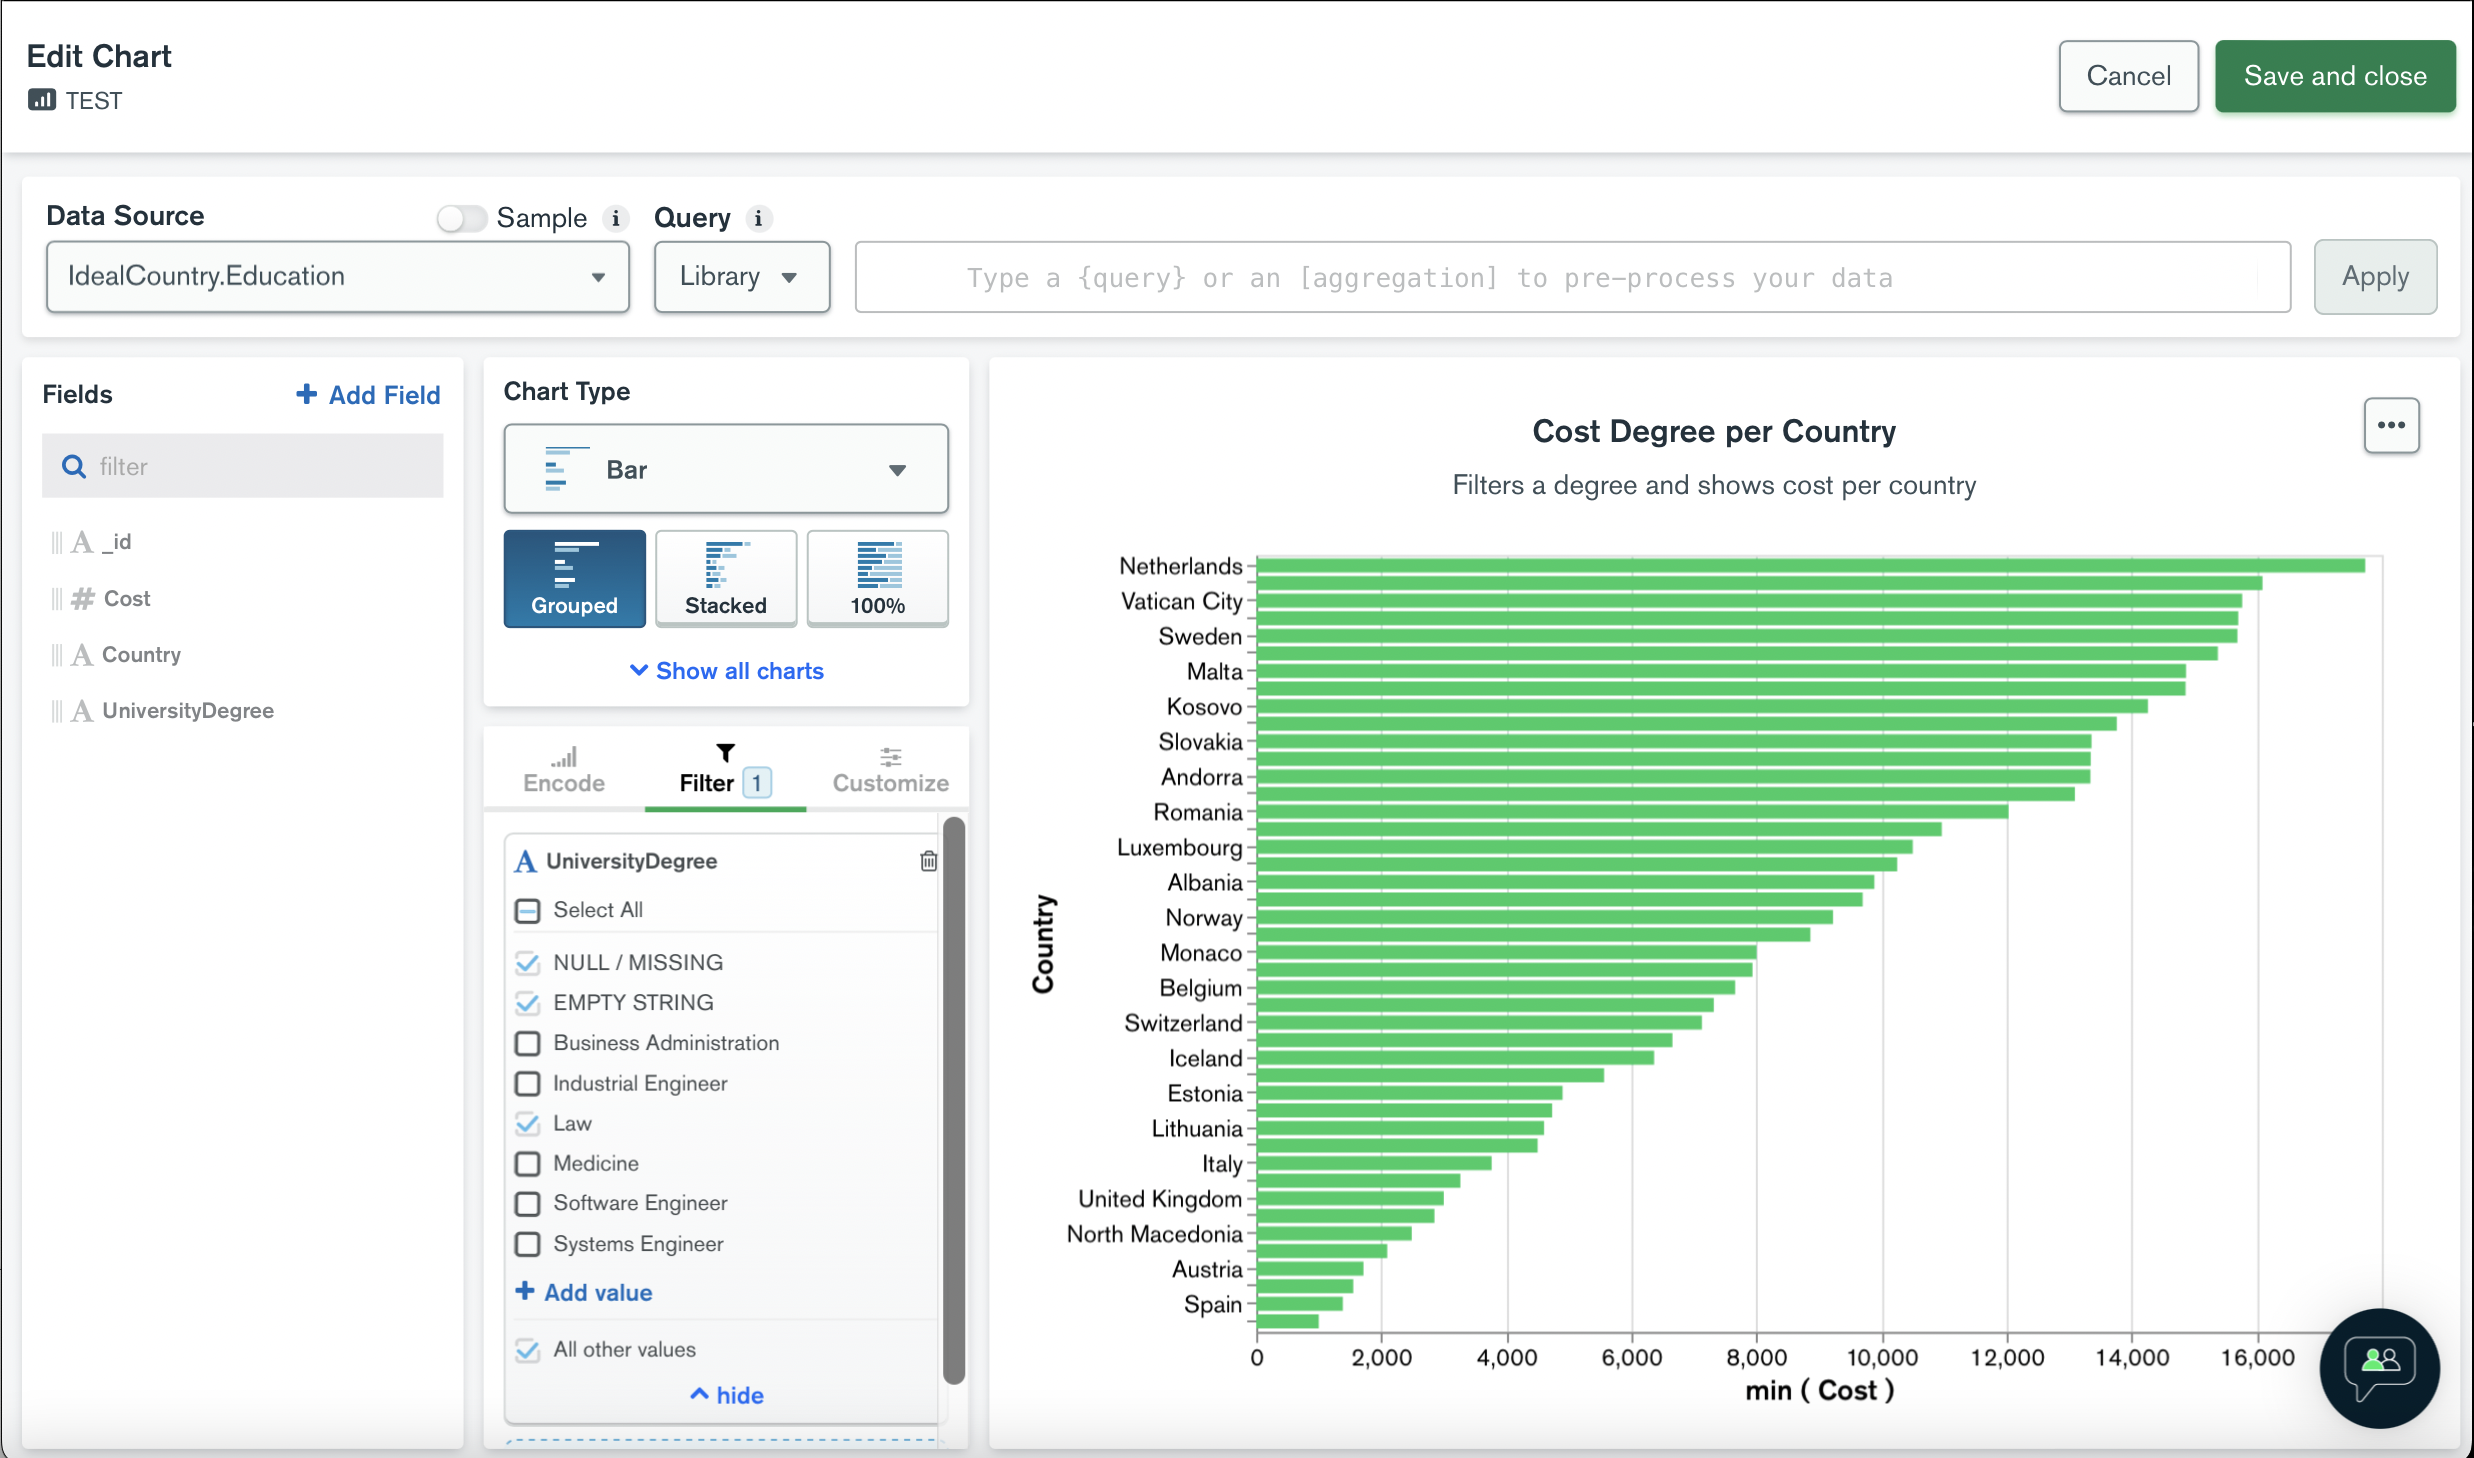 Edit Chart
TEST
Cancel
Save and close
Data Source
Sample
Query
IdealCountry.Education
Library
Type a {query} or an [aggregation] to pre-process your data
Apply
Fields
Add Field
filter
_id
Cost
Country
UniversityDegree
Chart Type
Bar
Grouped
Stacked
100%
Show all charts
Encode
Filter 1
Customize
UniversityDegree
Select All
NULL / MISSING
EMPTY STRING
Business Administration
Industrial Engineer
Law
Medicine
Software Engineer
Systems Engineer
Add value
All other values
hide
Cost Degree per Country
Filters a degree and shows cost per country
Country
Netherlands
Vatican City
Sweden
Malta
Kosovo
Slovakia
Andorra
Romania
Luxembourg
Albania
Norway
Monaco
Belgium
Switzerland
Iceland
Estonia
Lithuania
Italy
United Kingdom
North Macedonia
Austria
Spain
0 2,000 4,000 6,000 8,000 10,000 12,000 14,000 16,000
min ( Cost )